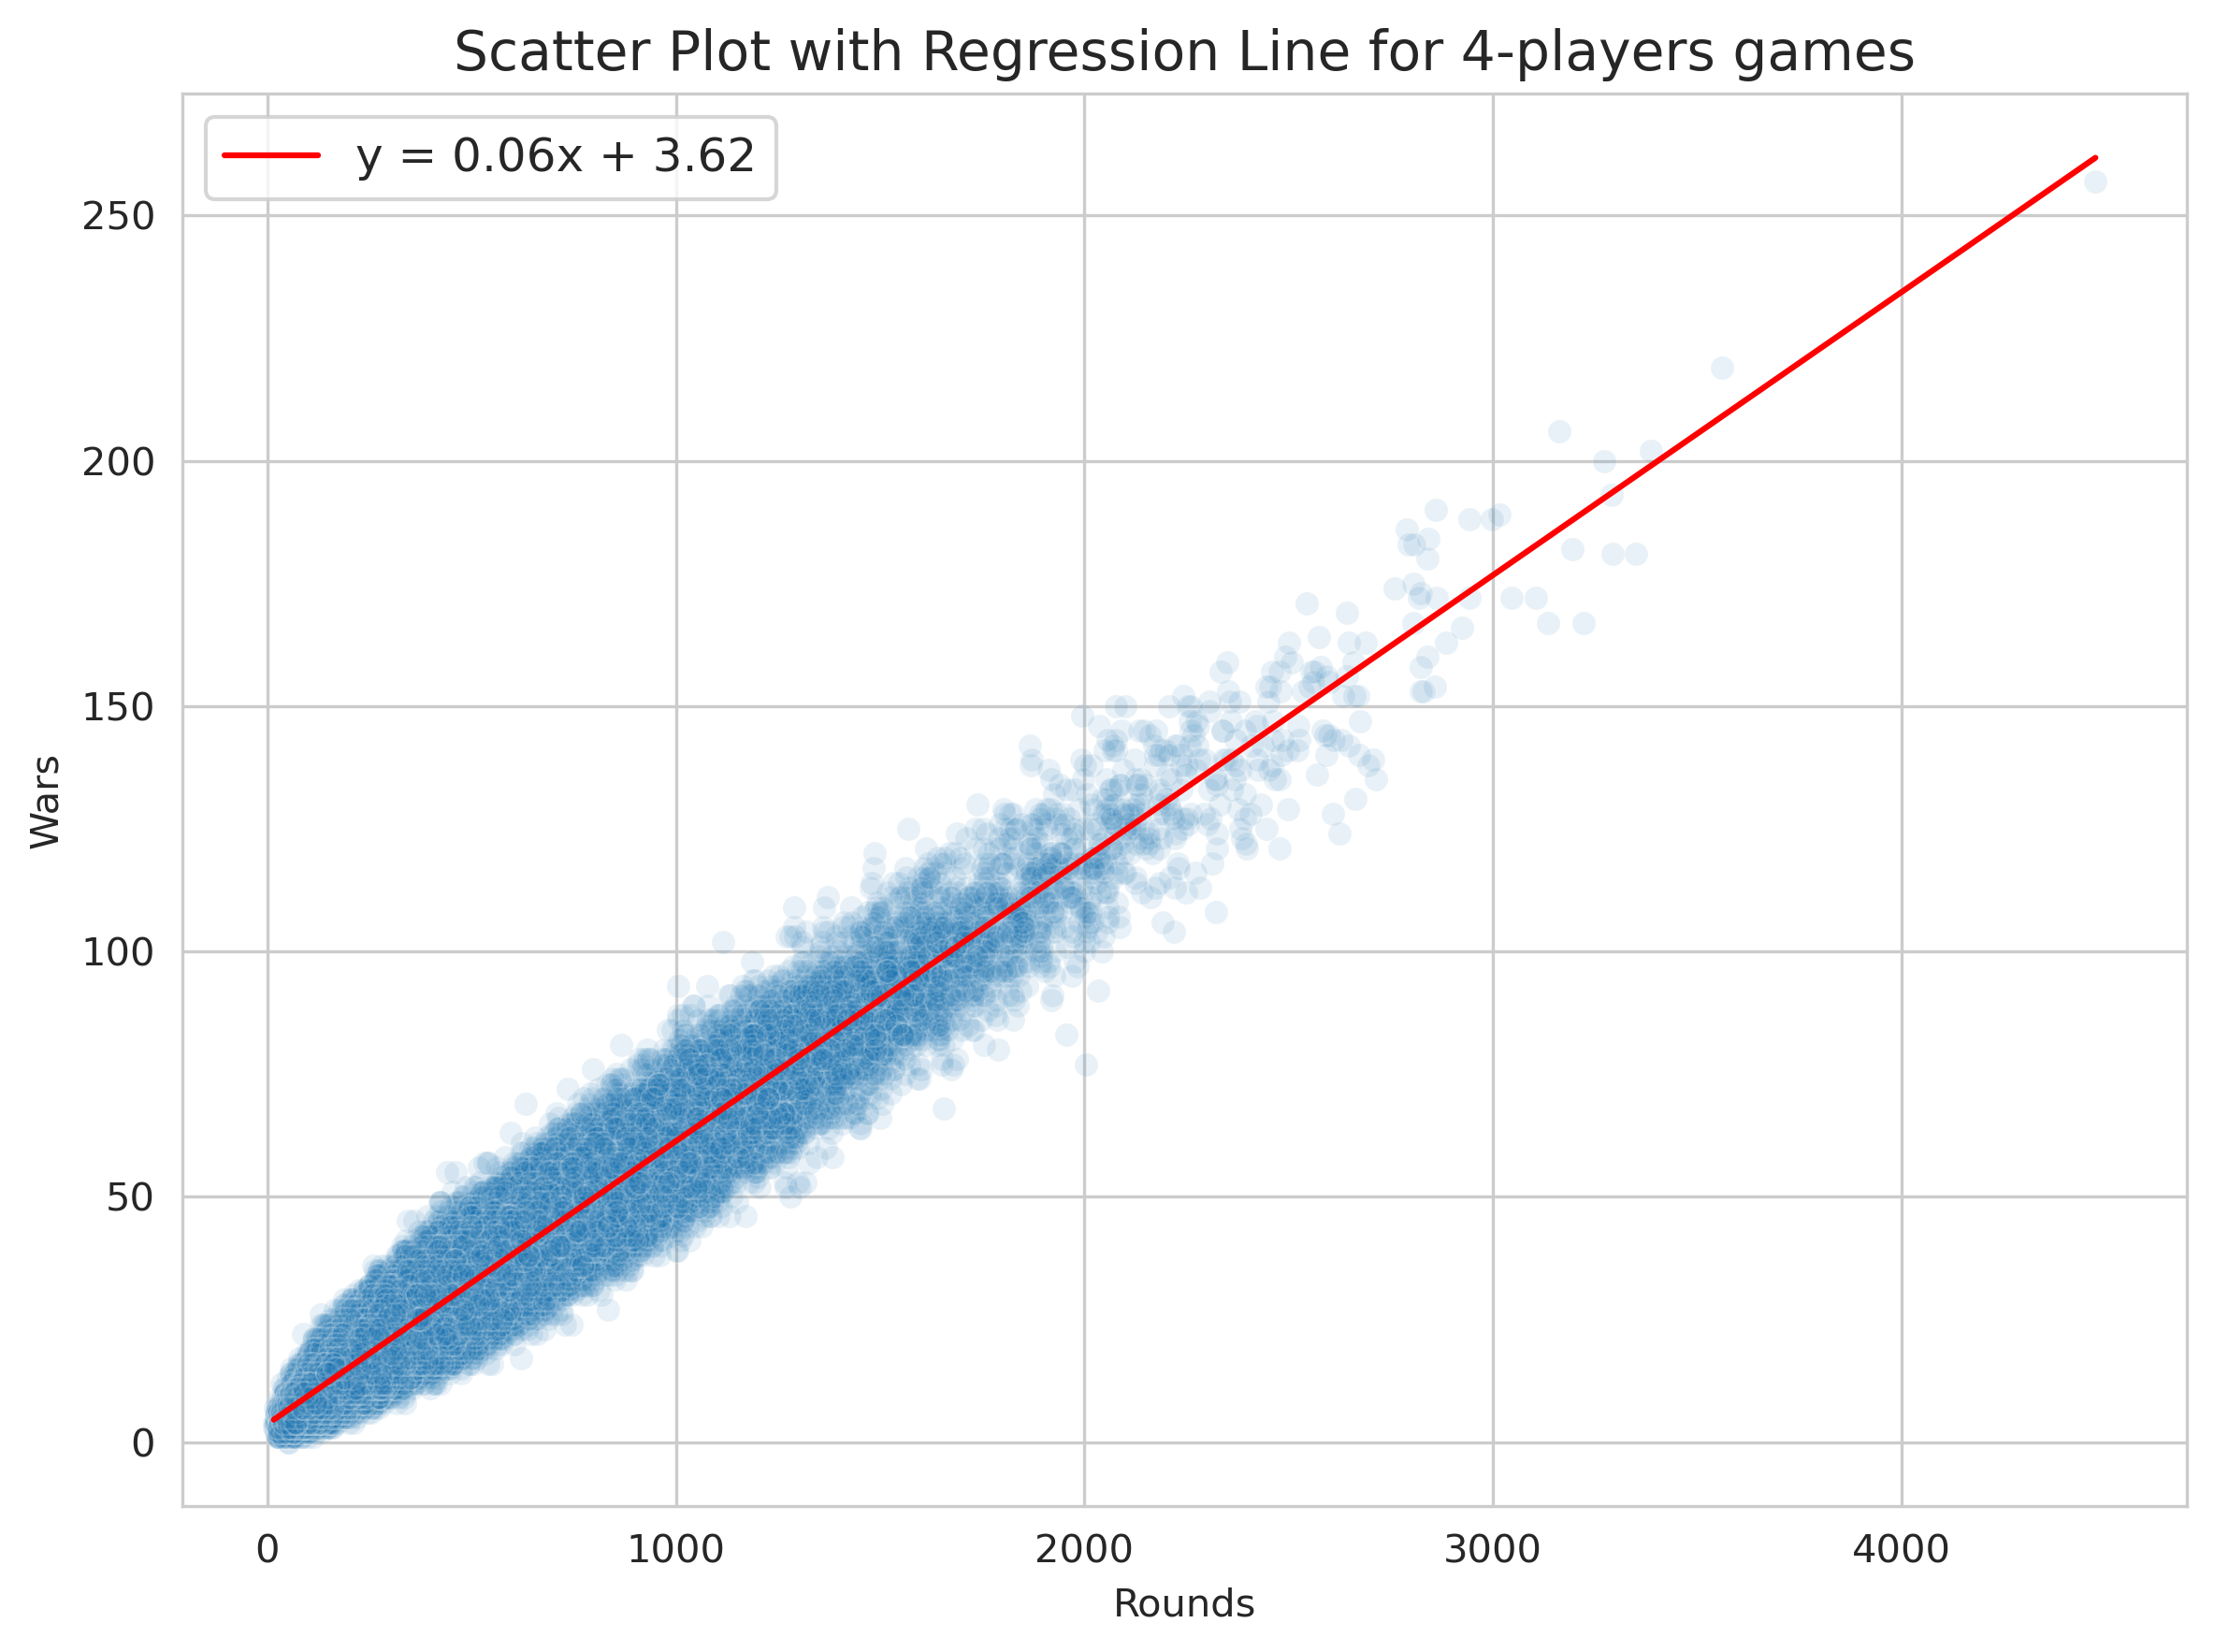 Scatter Plot with Regression Line for 4-players games
y = 0.06x + 3.62
250
200
150
100
50
0
Wars
0 1000 2000 3000 4000
Rounds